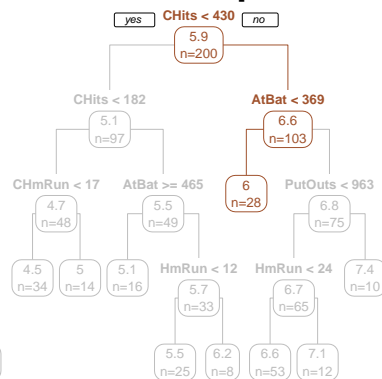 CHits < 430
yes no
5.9
n=200
CHits < 182 AtBat < 369
5.1 6.6
n=97 n=103
CHmRun < 17 AtBat >= 465 PutOuts < 963
4.7 5.5 6 6.8
n=48 n=49 n=28 n=75
4.5 5 5.1 HmRun < 12 HmRun < 24 7.4
n=34 n=14 n=16 5.7 6.7 n=10
n=33 n=65
5.5 6.2 6.6 7.1
n=25 n=8 n=53 n=12